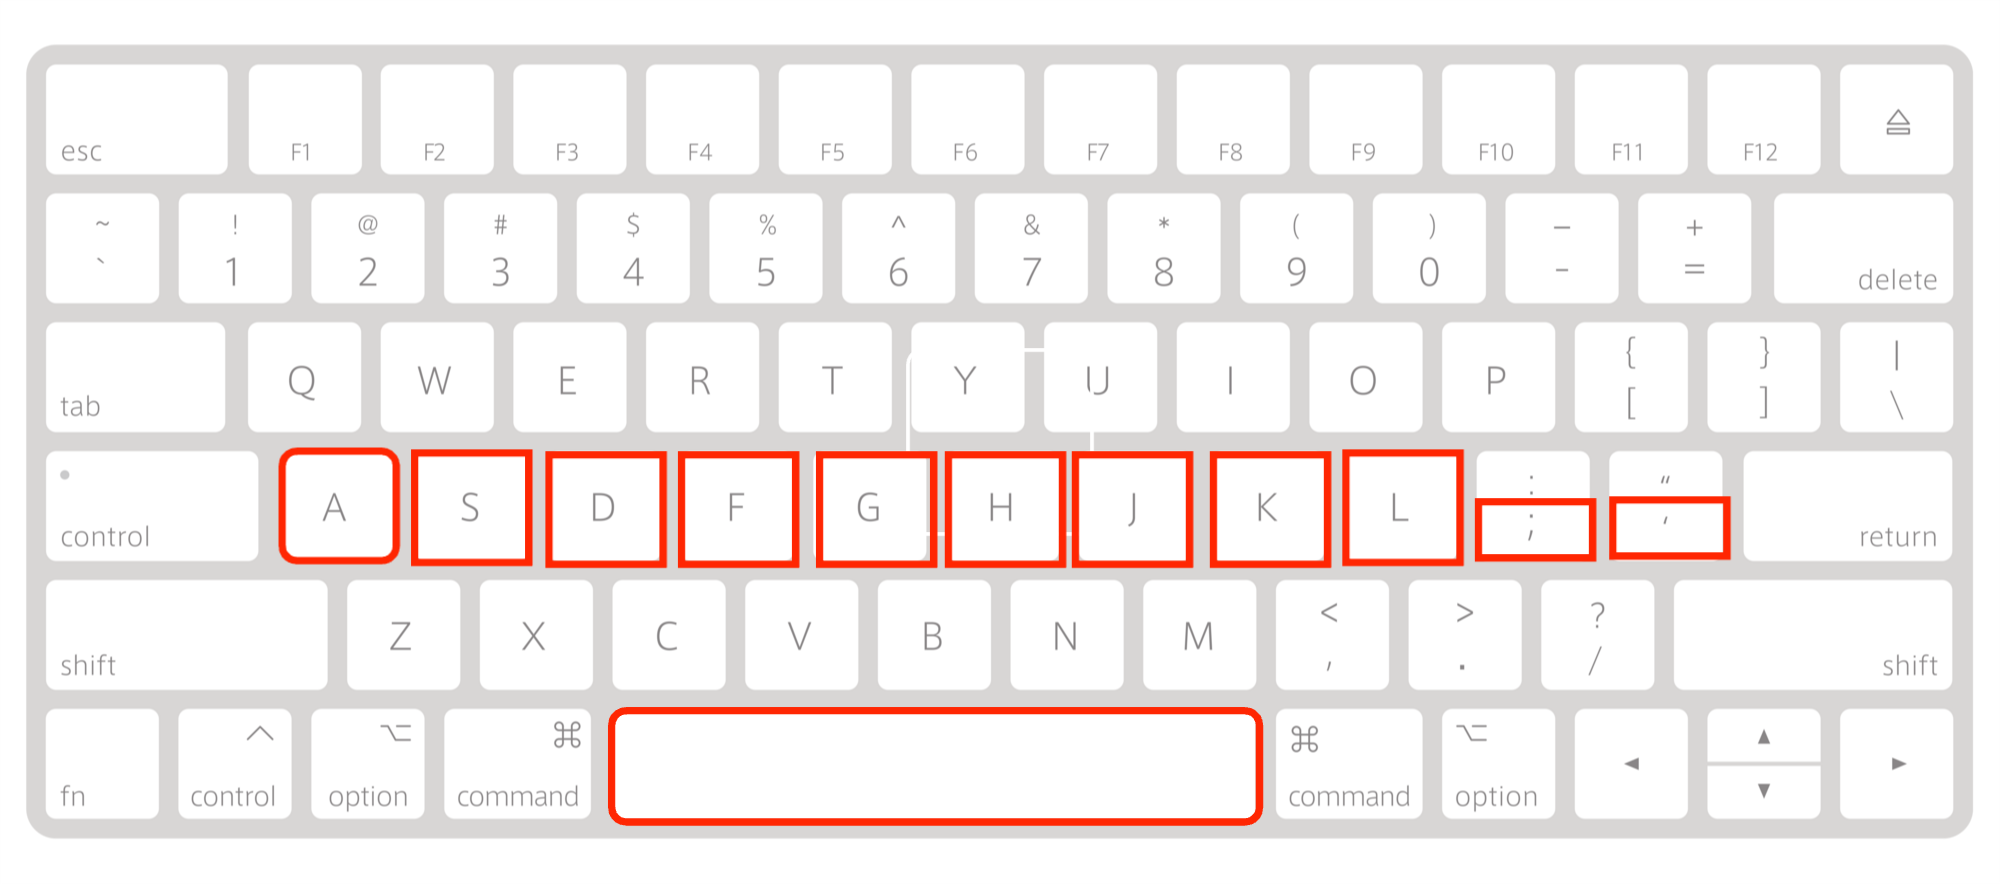 esc F1 F2 F3 F4 F5 F6 F7 F8 F9 F10 F11 F12 ⏏
~ ! @ # $ % ^ & * ( ) – +
` 1 2 3 4 5 6 7 8 9 0 - = delete
{ } |
tab Q W E R T Y U I O P [ ] \
: “
control A S D F G H J K L ; ‘ return
< > ?
shift Z X C V B N M , . / shift
^ ⌥ ⌘ ⌘ ⌥ ▲
fn control option command command option ◀ ▼ ▶